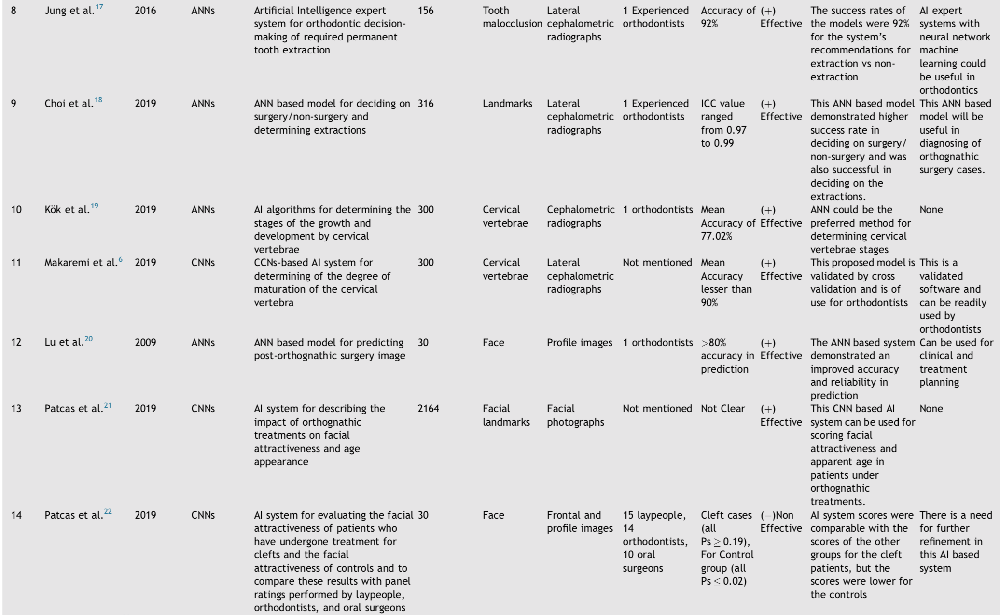 8 Jung et al.17 2016 ANNs Artificial Intelligence expert 156 Tooth Lateral 1 Experienced Accuracy of (+) The success rates of AI expert
system for orthodontic decision- malocclusion cephalometric orthodontists 92% Effective the models were 92% systems with
making of required permanent radiographs for the system's neural network
tooth extraction recommendations for machine
extraction vs non- learning could
extraction be useful in
orthodontics
9 Choi et al.18 2019 ANNs ANN based model for deciding on 316 Landmarks Lateral 1 Experienced ICC value (+) This ANN based model This ANN based
surgery/non-surgery and cephalometric orthodontists ranged Effective demonstrated higher model will be
determining extractions radiographs from 0.97 success rate in useful in
to 0.99 deciding on surgery/ diagnosing of
non-surgery and was orthognathic
also successful in surgery cases.
deciding on the
extractions.
10 Kök et al.19 2019 ANNs AI algorithms for determining the 300 Cervical Cephalometric 1 orthodontists Mean (+) ANN could be the None
stages of the growth and vertebrae radiographs Accuracy of Effective preferred method for
development by cervical 77.02% determining cervical
vertebrae vertebrae stages
11 Makaremi et al.6 2019 CNNs CCNs-based AI system for 300 Cervical Lateral Not mentioned Mean (+) This proposed model is This is a
determining of the degree of vertebrae cephalometric Accuracy Effective validated by cross validated
maturation of the cervical radiographs lesser than validation and is of software and
vertebra 90% use for orthodontists can be readily
used by
orthodontists
12 Lu et al.20 2009 ANNs ANN based model for predicting 30 Face Profile images 1 orthodontists >80% (+) The ANN based system Can be used for
post-orthognathic surgery image accuracy in Effective demonstrated an clinical and
prediction improved accuracy treatment
and reliability in planning
prediction
13 Patcas et al.21 2019 CNNs AI system for describing the 2164 Facial Facial Not mentioned Not Clear (+) This CNN based AI None
impact of orthognathic landmarks photographs Effective system can be used for
treatments on facial scoring facial
attractiveness and age attractiveness and
appearance apparent age in
patients under
orthognathic
treatments.
14 Patcas et al.22 2019 CNNs AI system for evaluating the facial 30 Face Frontal and 15 laypeople, Cleft cases (−)Non AI system scores were There is a need
attractiveness of patients who profile images 14 (all Effective comparable with the for further
have undergone treatment for orthodontists, Ps ≥ 0.19), scores of the other refinement in
clefts and the facial 10 oral For Control groups for the cleft this AI based
attractiveness of controls and to surgeons group (all patients, but the system
compare these results with panel Ps ≤ 0.02) scores were lower for
ratings performed by laypeople, the controls
orthodontists, and oral surgeons